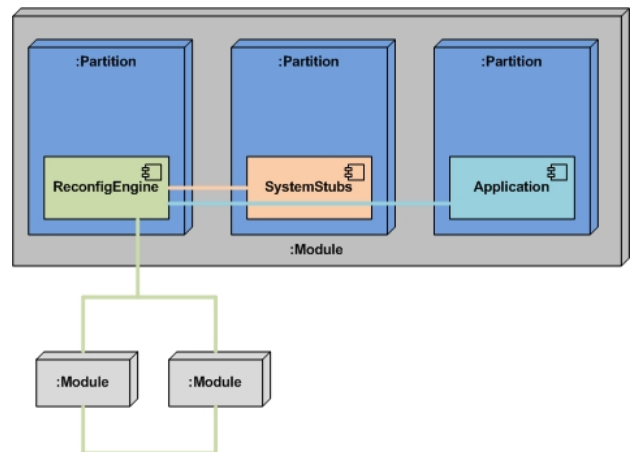 :Partition
:Partition
:Partition
ReconfigEngine
SystemStubs
Application
:Module
:Module
:Module